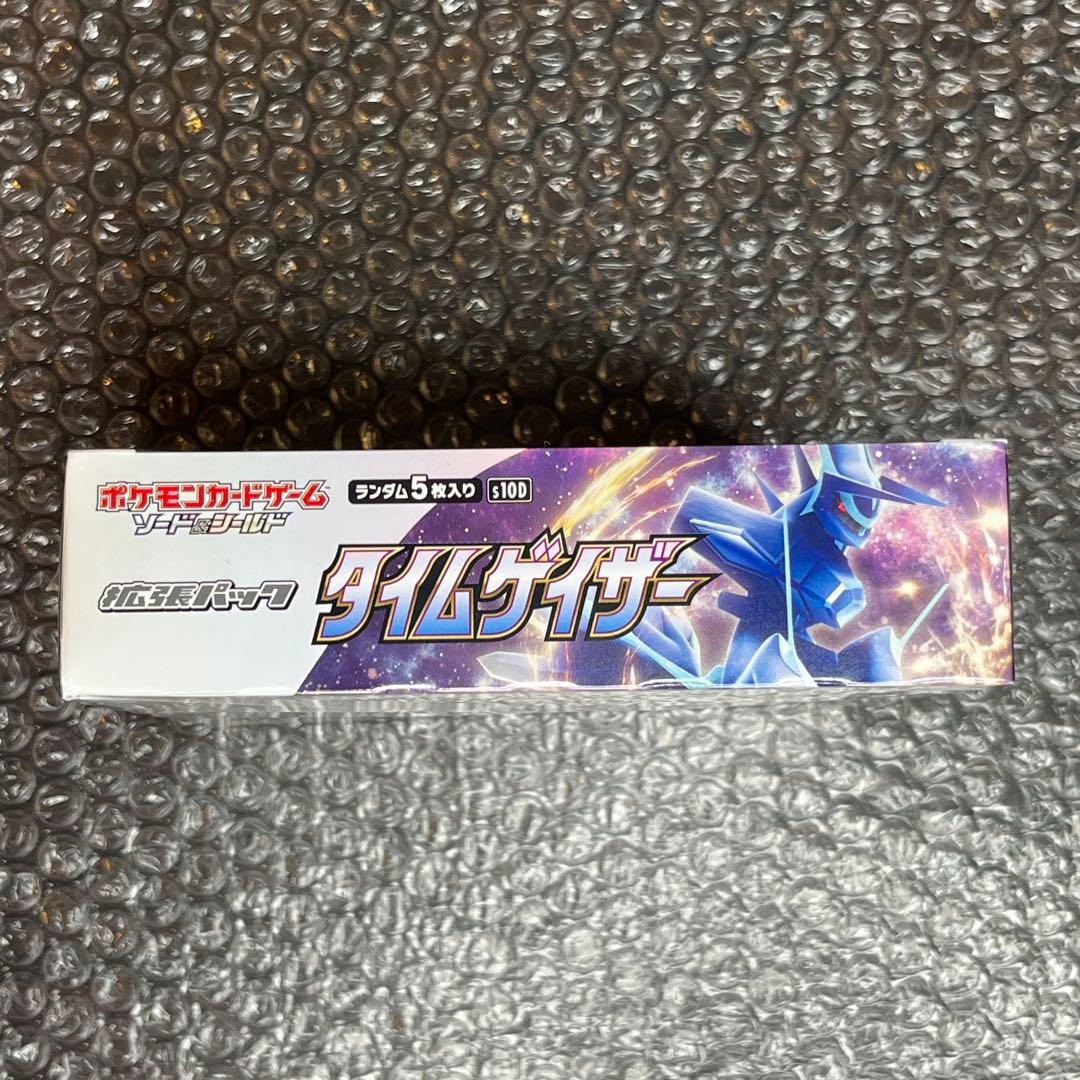 ポケモンカードゲーム
ソード&シールド
ランダム5枚入り s10D
拡張パック
タイムゲイザー